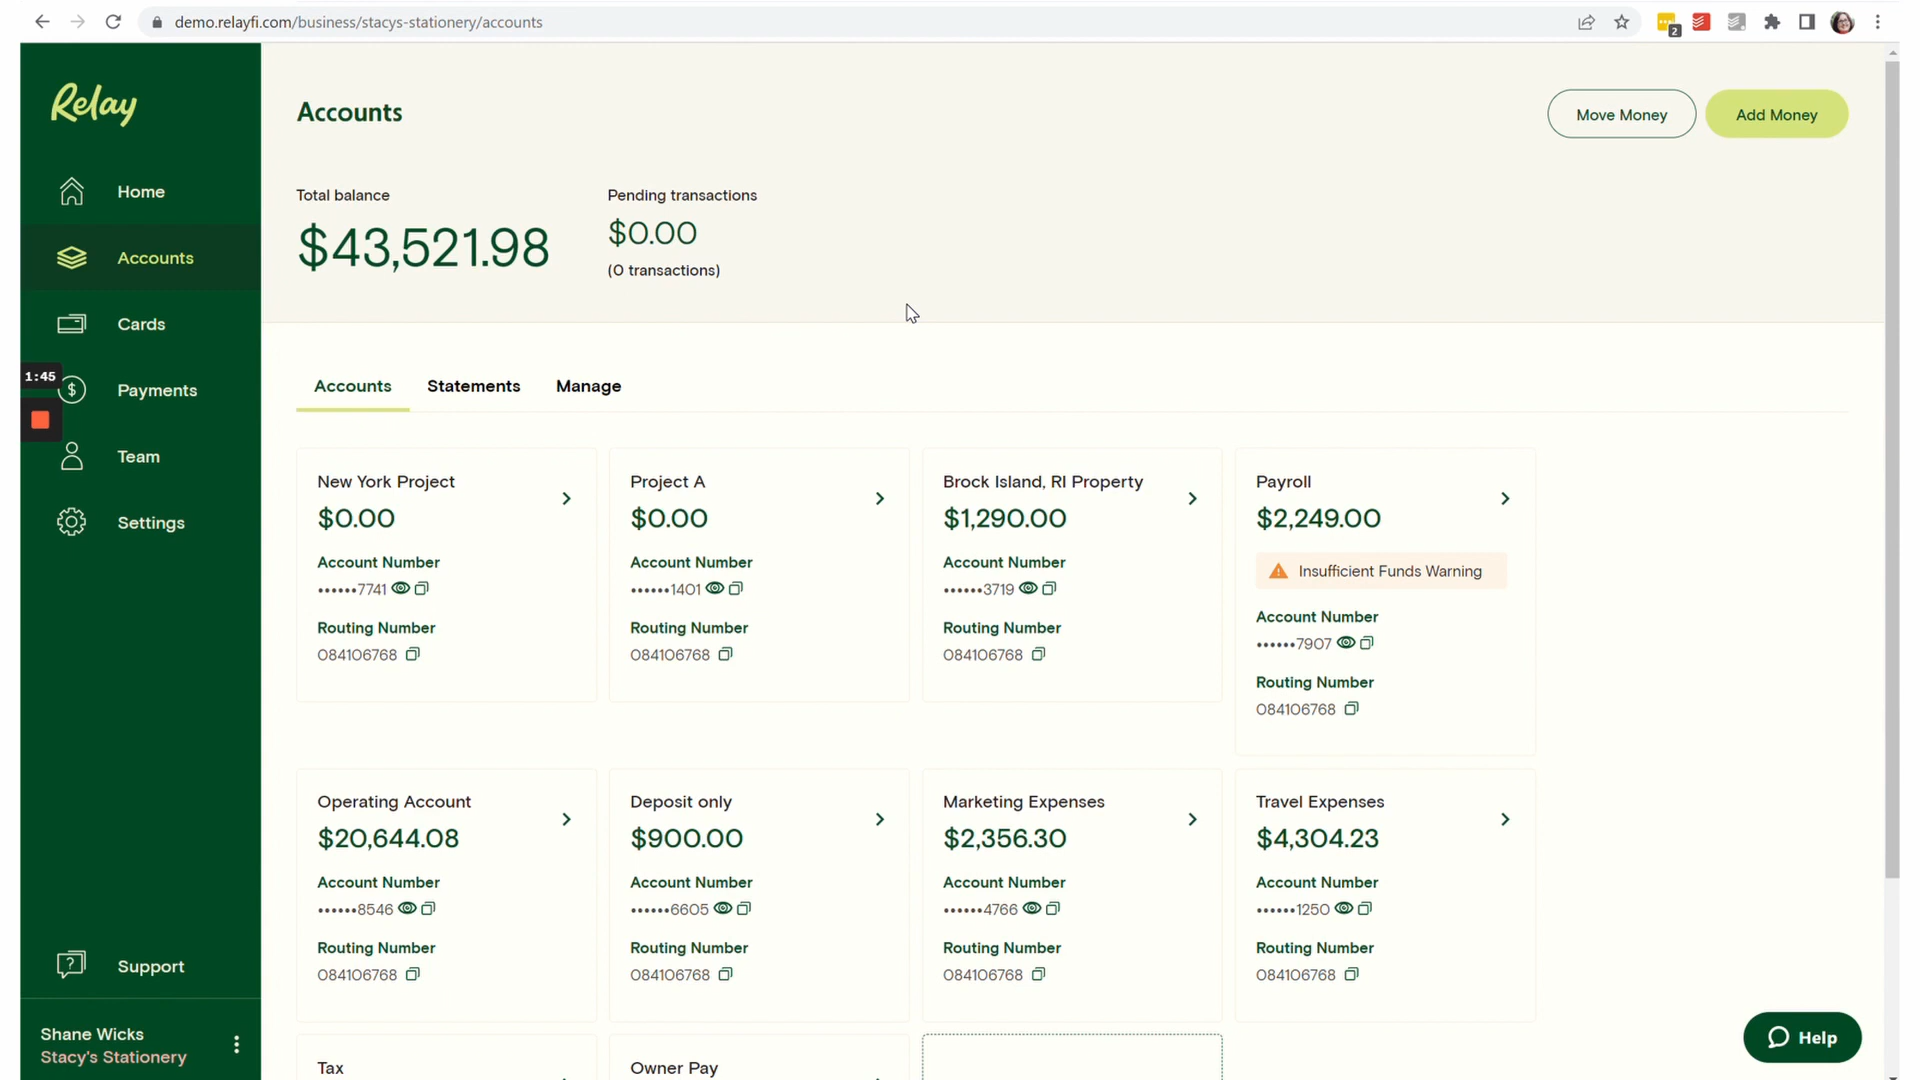 demo.relayfi.com/business/stacys-stationery/accounts
2
Relay
Home
Accounts
Cards
Payments
Team
Settings
Support
Shane Wicks
Stacy's Stationery
1:45
Accounts
Move Money
Add Money
Total balance
$43,521.98
Pending transactions
$0.00
(0 transactions)
Accounts
Statements
Manage
New York Project
$0.00
Account Number
••••••7741
Routing Number
084106768
Project A
$0.00
Account Number
••••••1401
Routing Number
084106768
Brock Island, RI Property
$1,290.00
Account Number
••••••3719
Routing Number
084106768
Payroll
$2,249.00
Insufficient Funds Warning
Account Number
••••••7907
Routing Number
084106768
Operating Account
$20,644.08
Account Number
••••••8546
Routing Number
084106768
Deposit only
$900.00
Account Number
••••••6605
Routing Number
084106768
Marketing Expenses
$2,356.30
Account Number
••••••4766
Routing Number
084106768
Travel Expenses
$4,304.23
Account Number
••••••1250
Routing Number
084106768
Tax
Owner Pay
Help